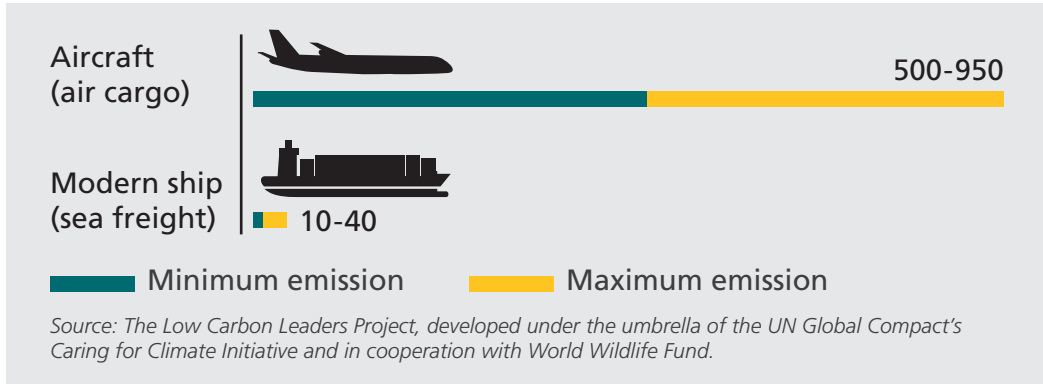 Aircraft
(air cargo)
500-950
Modern ship
(sea freight)
10-40
Minimum emission
Maximum emission
Source: The Low Carbon Leaders Project, developed under the umbrella of the UN Global Compact’s
Caring for Climate Initiative and in cooperation with World Wildlife Fund.